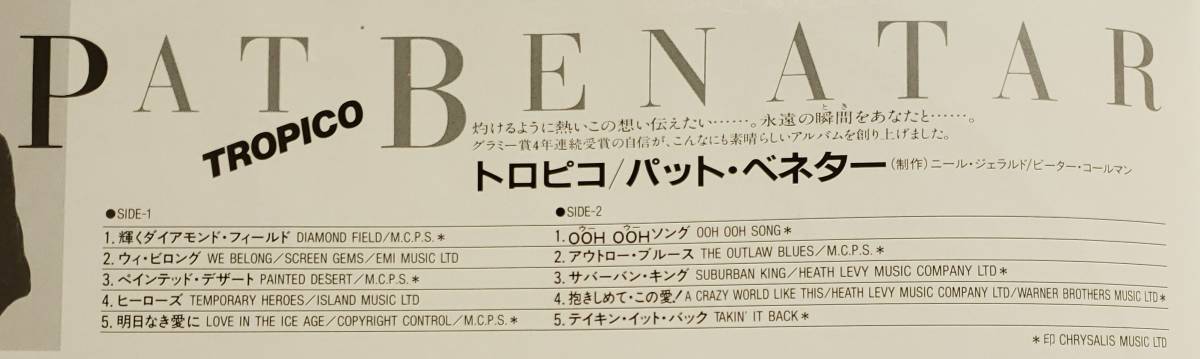 PAT BENATAR
TROPICO
灼けるように熱いこの想い伝えたい……。永遠の瞬間をあなたと……。
とき
グラミー賞4年連続受賞の自信が、こんなにも素晴らしいアルバムを創り上げました。
トロピコ/パット・ベネター(制作)ニール・ジェラルド/ピーター・コールマン
●SIDE-1
1. 輝くダイアモンド・フィールド DIAMOND FIELD/M.C.P.S.*
2. ウィ・ビロング WE BELONG/SCREEN GEMS/EMI MUSIC LTD
3. ペインテッド・デザート PAINTED DESERT/M.C.P.S.*
4. ヒーローズ TEMPORARY HEROES/ISLAND MUSIC LTD
5. 明日なき愛に LOVE IN THE ICE AGE/COPYRIGHT CONTROL/M.C.P.S.*
●SIDE-2
ウー ウー
1. OOH OOHソング OOH OOH SONG*
2. アウトロー・ブルース THE OUTLAW BLUES/M.C.P.S.*
3. サバーバン・キング SUBURBAN KING/HEATH LEVY MUSIC COMPANY LTD*
4. 抱きしめて・この愛! A CRAZY WORLD LIKE THIS/HEATH LEVY MUSIC COMPANY LTD/WARNER BROTHERS MUSIC LTD*
5. テイキン・イット・バック TAKIN' IT BACK*
*印 CHRYSALIS MUSIC LTD